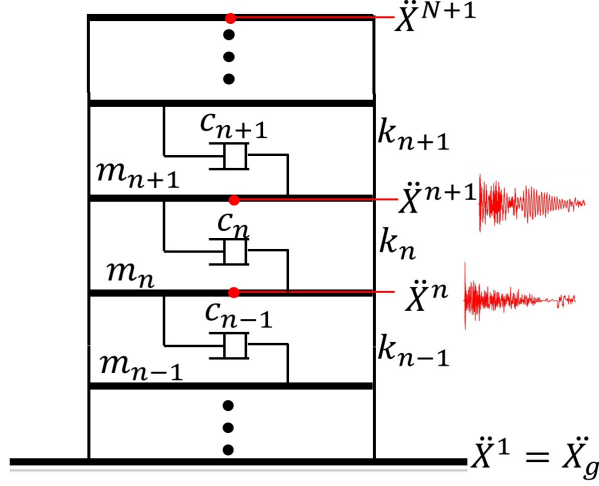 Ẍ^{N+1}
c_{n+1}
k_{n+1}
m_{n+1}
Ẍ^{n+1}
c_n
k_n
m_n
Ẍ^n
c_{n−1}
k_{n−1}
m_{n−1}
Ẍ^1 = Ẍ_g